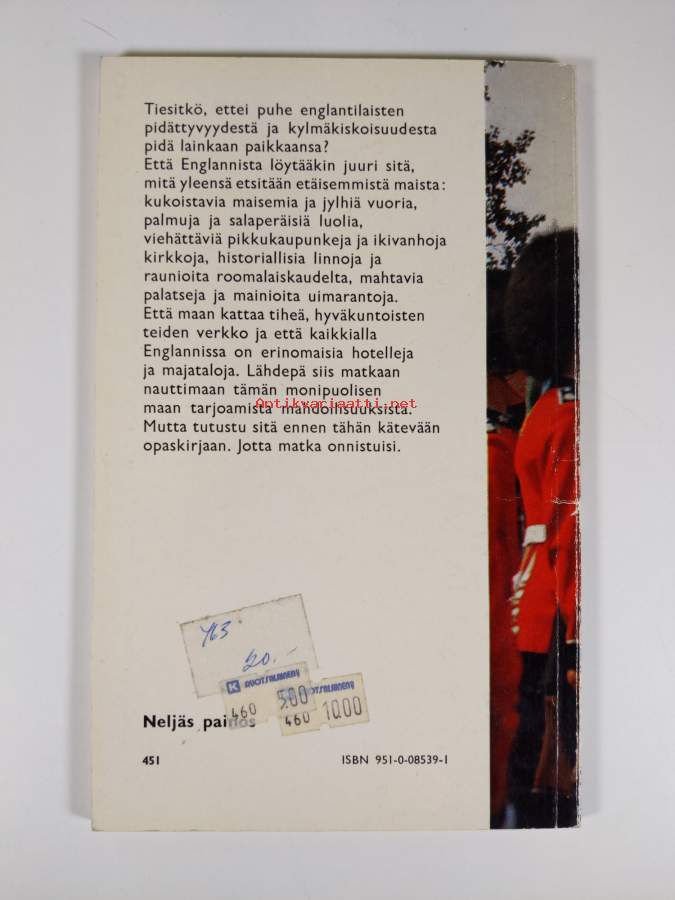 Tiesitkö, ettei puhe englantilaisten
pidättyvyydestä ja kylmäkiskoisuudesta
pidä lainkaan paikkaansa?
Että Englannista löytääkin juuri sitä,
mitä yleensä etsitään etäisemmistä maista:
kukoistavia maisemia ja jylhiä vuoria,
palmuja ja salaperäisiä luolia,
viehättäviä pikkukaupunkeja ja ikivanhoja
kirkkoja, historiallisia linnoja ja
raunioita roomalaiskaudelta, mahtavia
palatseja ja mainioita uimarantoja.
Että maan kattaa tiheä, hyväkuntoisten
teiden verkko ja että kaikkialla
Englannissa on erinomaisia hotelleja
ja majataloja. Lähdepä siis matkaan
nauttimaan tämän monipuolisen
Antikvariaatti.net
maan tarjoamista mahdollisuuksista.
Mutta tutustu sitä ennen tähän kätevään
opaskirjaan. Jotta matka onnistuisi.
463
20.-
K RUOTSALAINEN
460 5.00
460 10.00
Neljäs painos
451
ISBN 951-0-08539-1